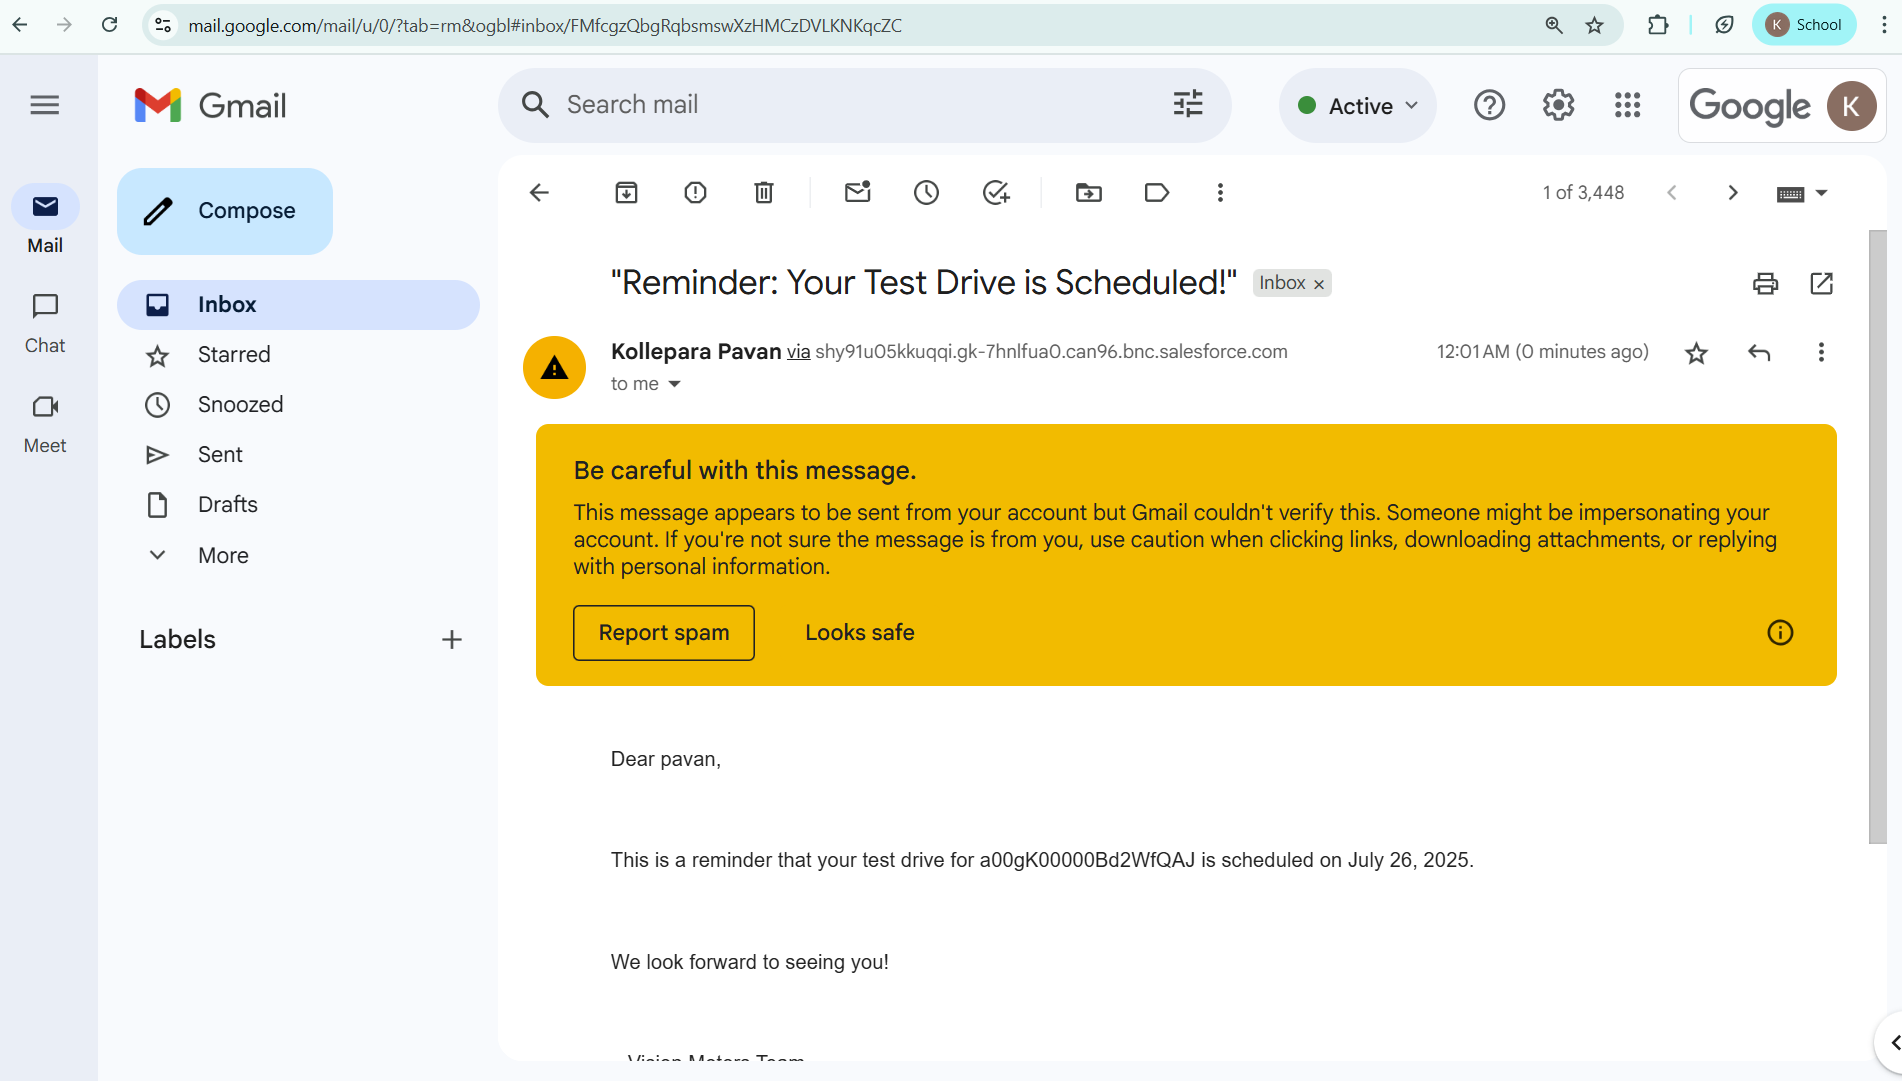 mail.google.com/mail/u/0/?tab=rm&ogbl#inbox/FMfcgzQbgRqbsmswXzHMCzDVLKNKqcZC
K
School
Gmail
Search mail
Active
Google
K
Mail
Chat
Meet
Compose
Inbox
Starred
Snoozed
Sent
Drafts
More
Labels
1 of 3,448
"Reminder: Your Test Drive is Scheduled!"
Inbox ×
Kollepara Pavan via shy91u05kkuqqi.gk-7hnlfua0.can96.bnc.salesforce.com
12:01 AM (0 minutes ago)
to me
Be careful with this message.
This message appears to be sent from your account but Gmail couldn't verify this. Someone might be impersonating your
account. If you're not sure the message is from you, use caution when clicking links, downloading attachments, or replying
with personal information.
Report spam
Looks safe
Dear pavan,
This is a reminder that your test drive for a00gK00000Bd2WfQAJ is scheduled on July 26, 2025.
We look forward to seeing you!
Vision Motors Team